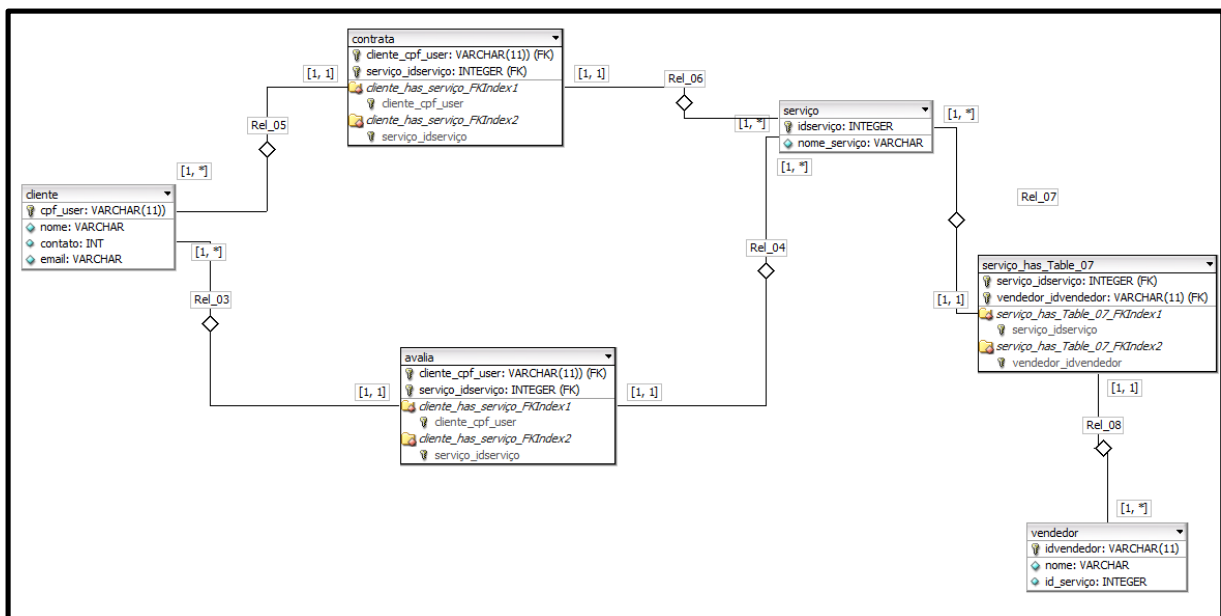 contrata
cliente_cpf_user: VARCHAR(11)) (FK)
serviço_idserviço: INTEGER (FK)
cliente_has_serviço_FKIndex1
cliente_cpf_user
cliente_has_serviço_FKIndex2
serviço_idserviço
[1, 1]
[1, 1]
Rel_06
Rel_05
[1, *]
serviço
idserviço: INTEGER
nome_serviço: VARCHAR
[1, *]
[1, *]
[1, *]
cliente
cpf_user: VARCHAR(11))
nome: VARCHAR
contato: INT
email: VARCHAR
[1, *]
Rel_03
Rel_04
Rel_07
serviço_has_Table_07
serviço_idserviço: INTEGER (FK)
vendedor_idvendedor: VARCHAR(11) (FK)
serviço_has_Table_07_FKIndex1
serviço_idserviço
serviço_has_Table_07_FKIndex2
vendedor_idvendedor
[1, 1]
avalia
cliente_cpf_user: VARCHAR(11)) (FK)
serviço_idserviço: INTEGER (FK)
cliente_has_serviço_FKIndex1
cliente_cpf_user
cliente_has_serviço_FKIndex2
serviço_idserviço
[1, 1]
[1, 1]
[1, 1]
Rel_08
[1, *]
vendedor
idvendedor: VARCHAR(11)
nome: VARCHAR
id_serviço: INTEGER